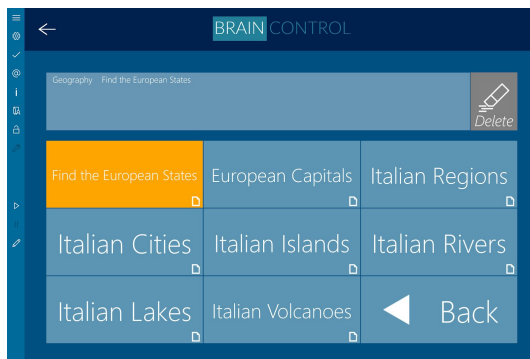 BRAIN CONTROL
Geography Find the European States
Delete
Find the European States
European Capitals
Italian Regions
Italian Cities
Italian Islands
Italian Rivers
Italian Lakes
Italian Volcanoes
Back